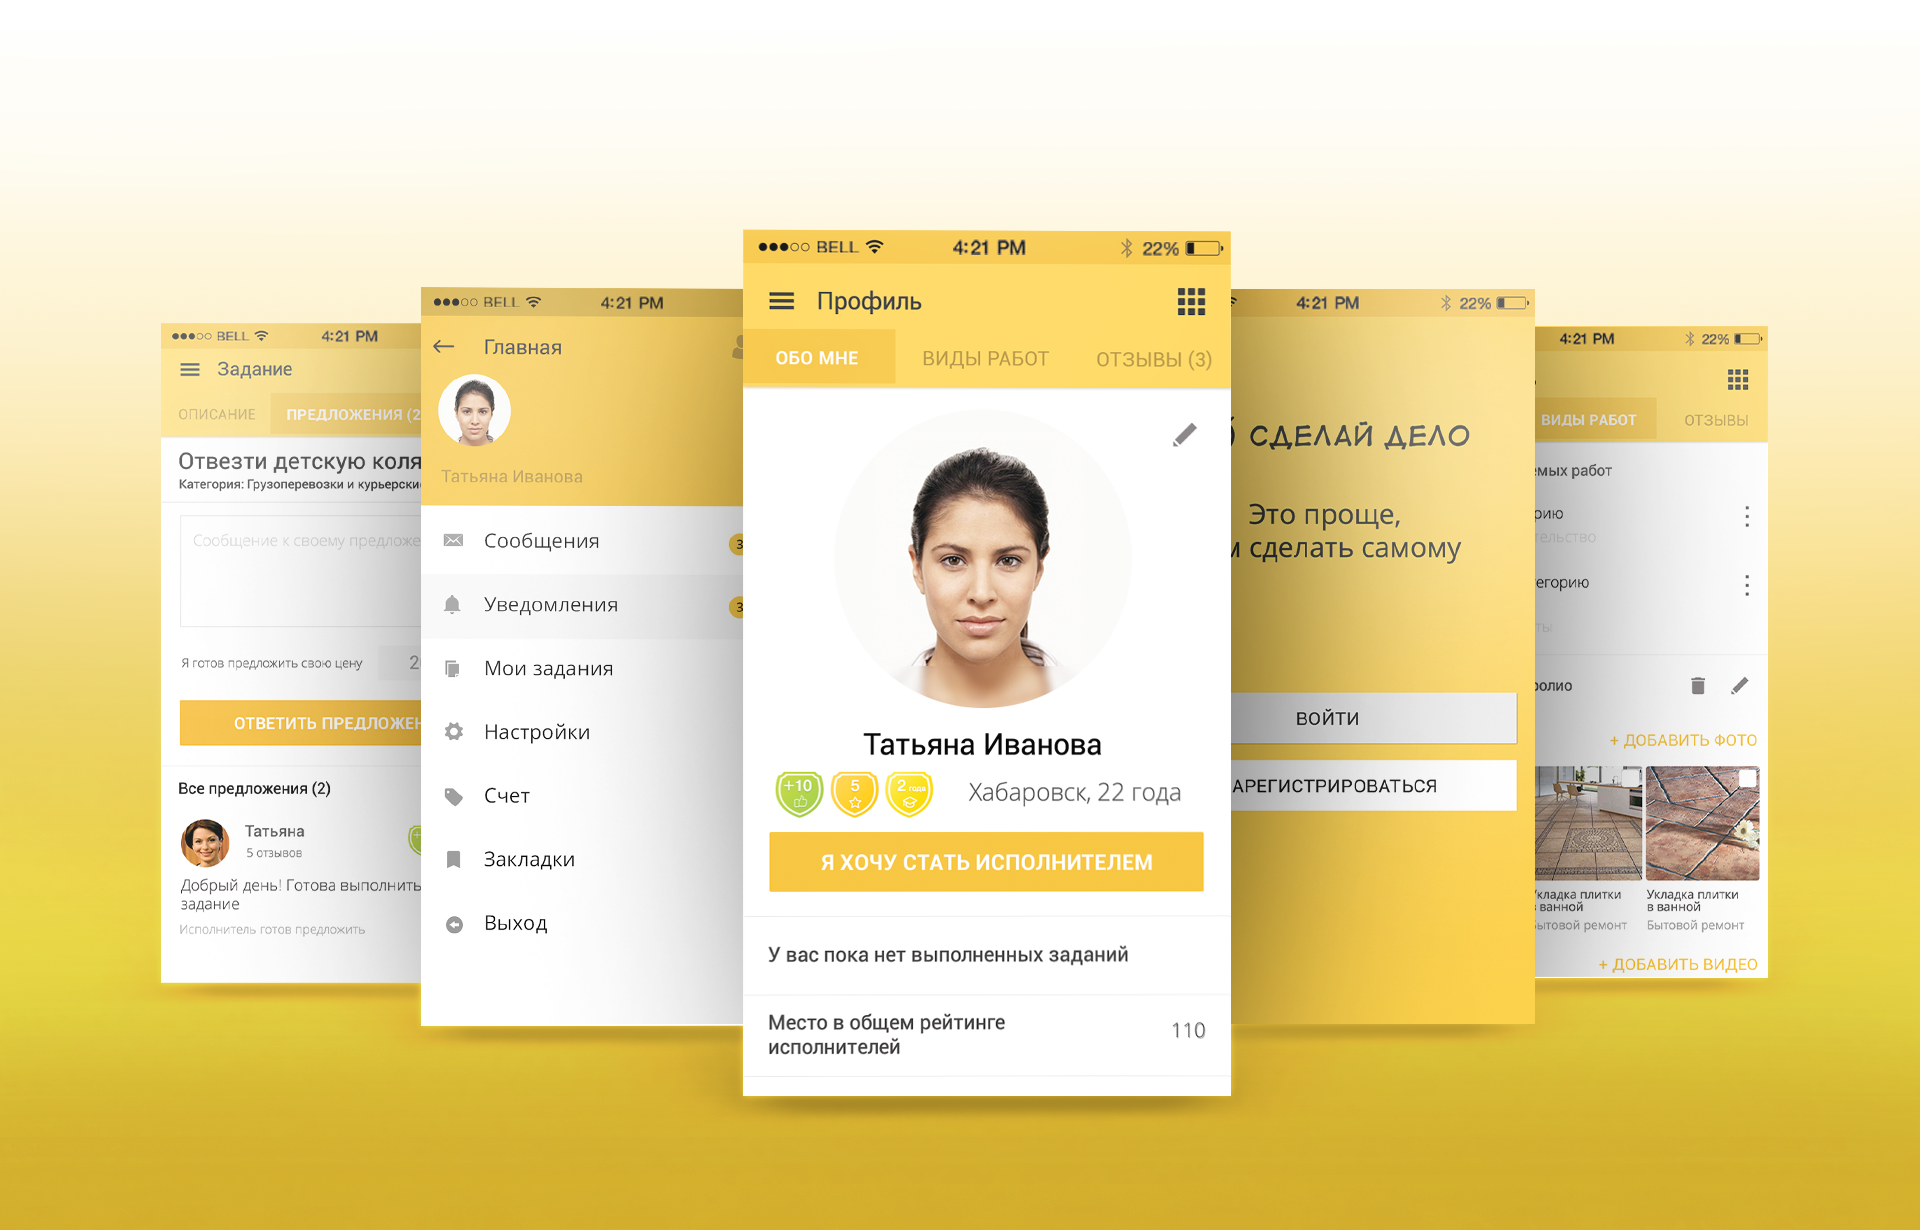 BELL 4:21 PM
Задание
ОПИСАНИЕ ПРЕДЛОЖЕНИЯ (2
Отвезти детскую коля
Категория: Грузоперевозки и курьерски
Сообщение к своему предложе
Я готов предложить свою цену 2
ОТВЕТИТЬ ПРЕДЛОЖЕН
Все предложения (2)
Татьяна
5 отзывов
Добрый день! Готова выполнить
задание
Исполнитель готов предложить
BELL 4:21 PM
Главная
Татьяна Иванова
Сообщения 3
Уведомления 3
Мои задания
Настройки
Счет
Закладки
Выход
BELL 4:21 PM 22%
Профиль
ОБО МНЕ ВИДЫ РАБОТ ОТЗЫВЫ (3)
Татьяна Иванова
+10 5 2 года Хабаровск, 22 года
Я ХОЧУ СТАТЬ ИСПОЛНИТЕЛЕМ
У вас пока нет выполненных заданий
Место в общем рейтинге
исполнителей 110
4:21 PM 22%
СДЕЛАЙ ДЕЛО
Это проще,
м сделать самому
ВОЙТИ
АРЕГИСТРИРОВАТЬСЯ
4:21 PM 22%
ВИДЫ РАБОТ ОТЗЫВЫ
емых работ
рию
тельство
егорию
ты
олио
+ ДОБАВИТЬ ФОТО
Укладка плитки
в ванной
Бытовой ремонт
Укладка плитки
в ванной
Бытовой ремонт
+ ДОБАВИТЬ ВИДЕО